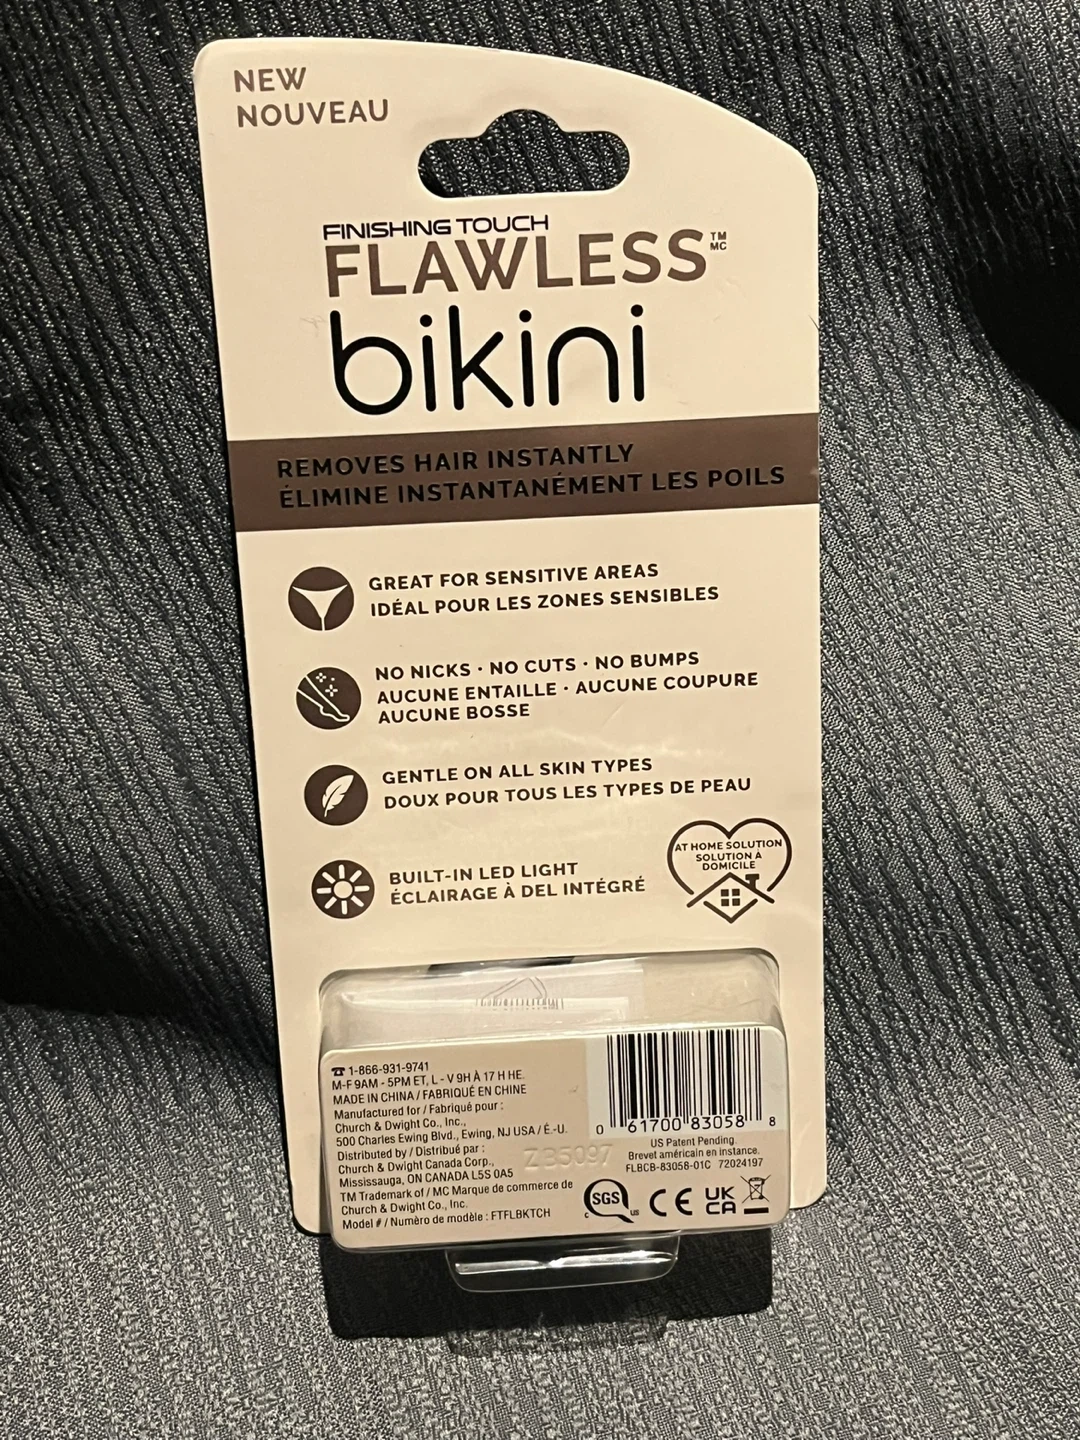 NEW
NOUVEAU
FINISHING TOUCH
FLAWLESS™ MC
bikini
REMOVES HAIR INSTANTLY
ÉLIMINE INSTANTANÉMENT LES POILS
GREAT FOR SENSITIVE AREAS
IDÉAL POUR LES ZONES SENSIBLES
NO NICKS · NO CUTS · NO BUMPS
AUCUNE ENTAILLE · AUCUNE COUPURE
AUCUNE BOSSE
GENTLE ON ALL SKIN TYPES
DOUX POUR TOUS LES TYPES DE PEAU
BUILT-IN LED LIGHT
ÉCLAIRAGE À DEL INTÉGRÉ
AT HOME SOLUTION
SOLUTION À
DOMICILE
☎ 1-866-931-9741
M-F 9AM - 5PM ET, L - V 9H À 17 H HE.
MADE IN CHINA / FABRIQUÉ EN CHINE
Manufactured for / Fabriqué pour :
Church & Dwight Co., Inc.,
500 Charles Ewing Blvd., Ewing, NJ USA / É.-U.
Distributed by / Distribué par :
Church & Dwight Canada Corp.,
Mississauga, ON CANADA L5S 0A5
TM Trademark of / MC Marque de commerce de
Church & Dwight Co., Inc.
Model # / Numèro de modèle : FTFLBKTCH
Z35097
0 61700 83058 8
US Patent Pending.
Brevet américain en instance.
FLBCB-83058-01C 72024197
c SGS us CE UK CA